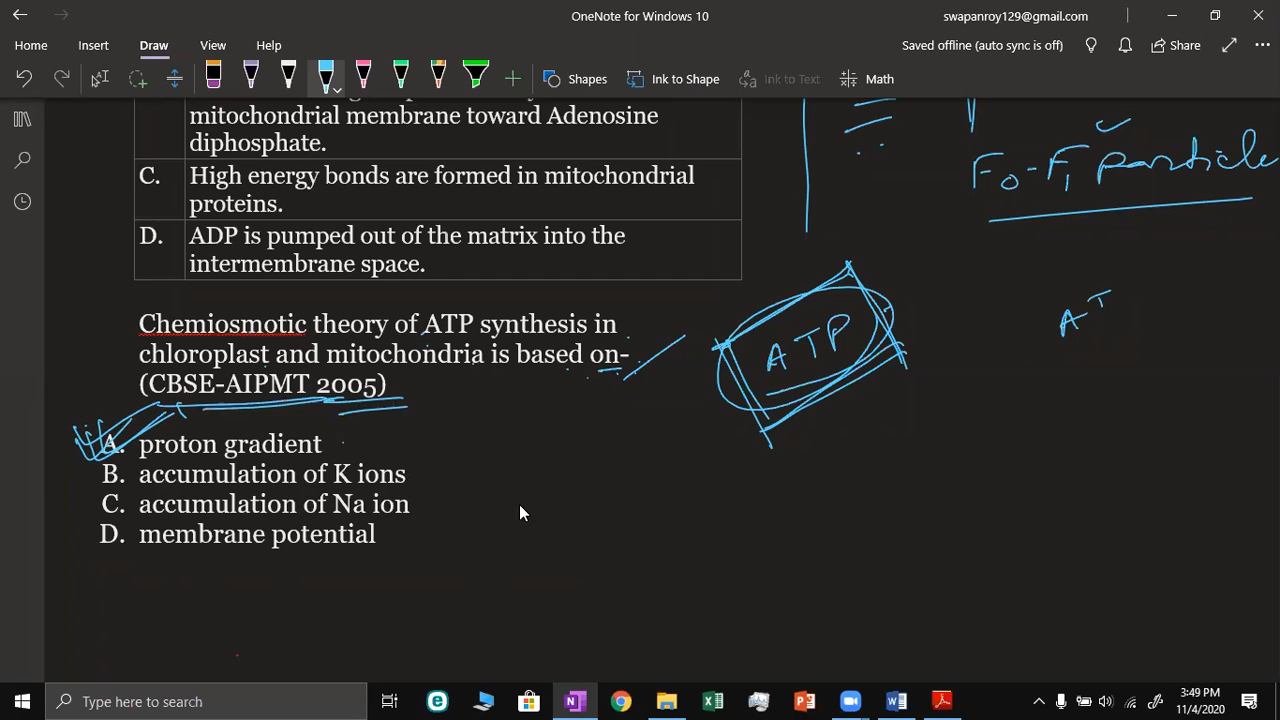 OneNote for Windows 10
swapanroy129@gmail.com
Home Insert Draw View Help
Saved offline (auto sync is off) Share
Shapes Ink to Shape Ink to Text Math
mitochondrial membrane toward Adenosine
diphosphate.
C. High energy bonds are formed in mitochondrial
proteins.
D. ADP is pumped out of the matrix into the
intermembrane space.
F0-F1 particle
Chemiosmotic theory of ATP synthesis in
chloroplast and mitochondria is based on-
(CBSE-AIPMT 2005)
ATP
AT
A. proton gradient
B. accumulation of K ions
C. accumulation of Na ion
D. membrane potential
Type here to search
3:49 PM
11/4/2020